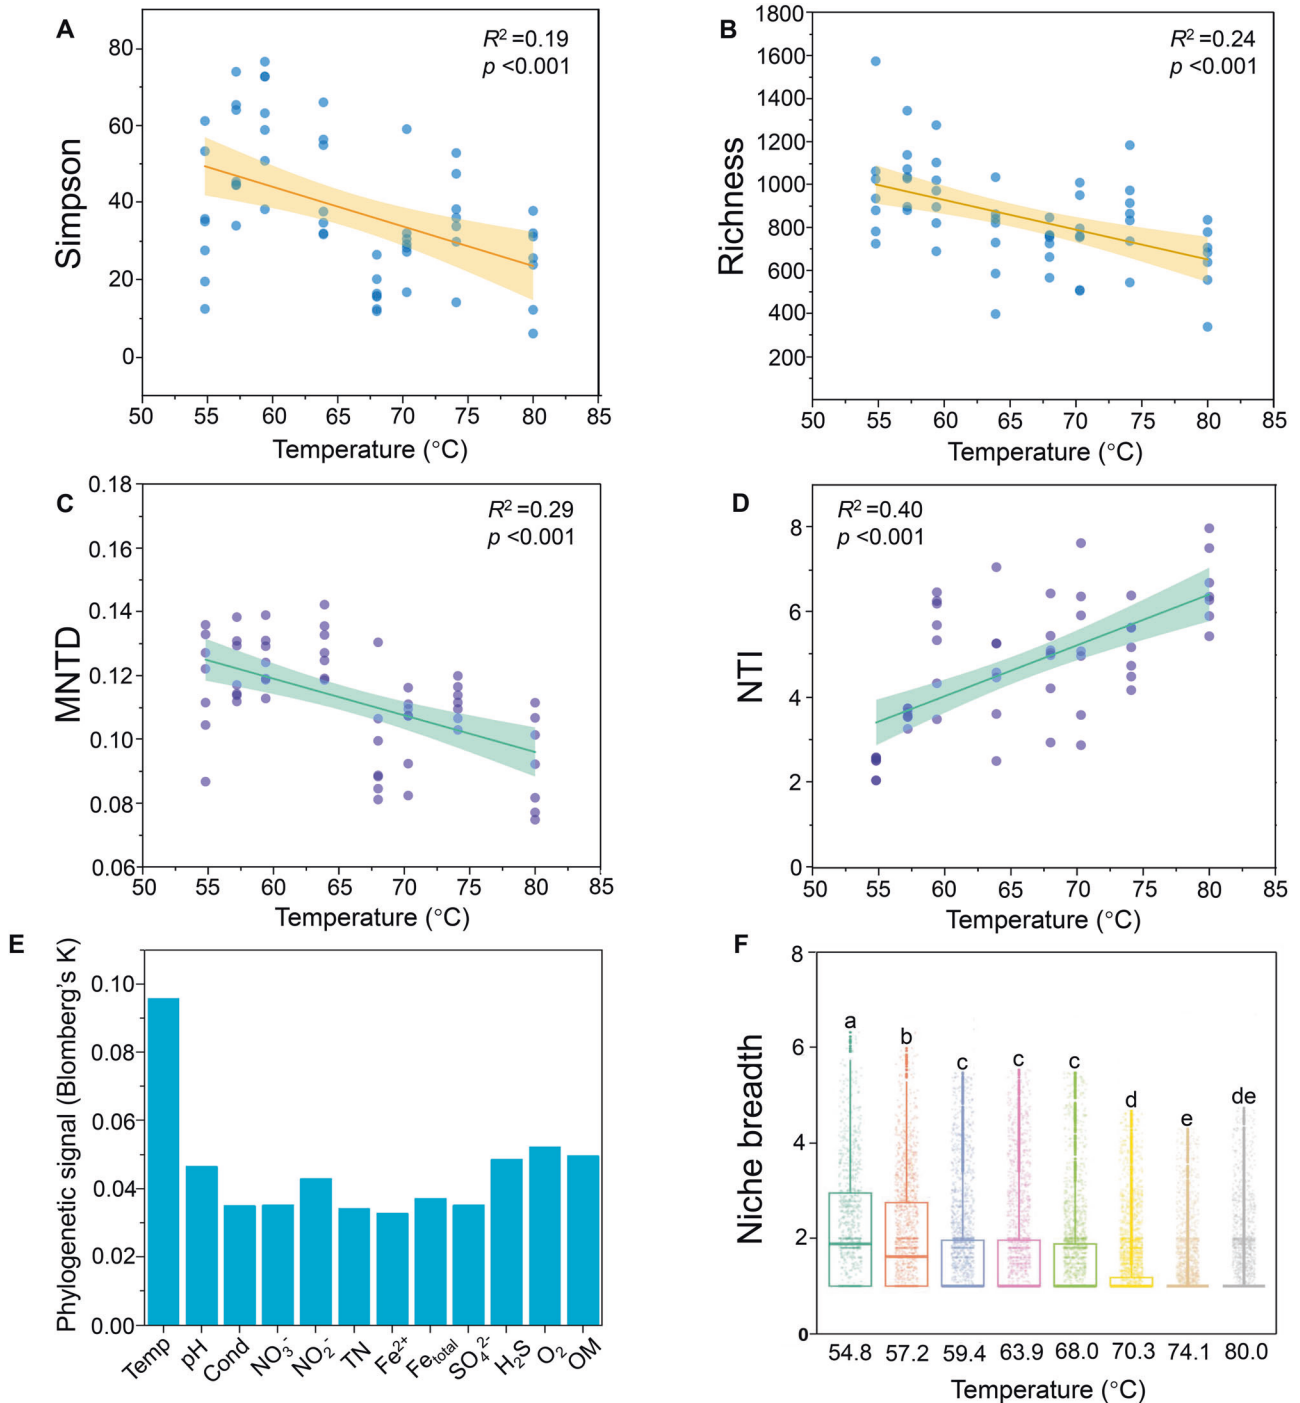 A
R² =0.19
p <0.001
80
60
40
20
0
Simpson
50 55 60 65 70 75 80 85
Temperature (°C)
B
R² =0.24
p <0.001
1800
1600
1400
1200
1000
800
600
400
200
Richness
50 55 60 65 70 75 80 85
Temperature (°C)
C
R² =0.29
p <0.001
0.18
0.16
0.14
0.12
0.10
0.08
0.06
MNTD
50 55 60 65 70 75 80 85
Temperature (°C)
D
R² =0.40
p <0.001
8
6
4
2
0
NTI
50 55 60 65 70 75 80 85
Temperature (°C)
E
Phylogenetic signal (Blomberg's K)
0.10
0.08
0.06
0.04
0.02
0.00
Temp pH Cond NO₃⁻ NO₂⁻ TN Fe²⁺ Fe_total SO₄²⁻ H₂S O₂ OM
F
8
6
4
2
0
Niche breadth
a b c c c d e de
54.8 57.2 59.4 63.9 68.0 70.3 74.1 80.0
Temperature (°C)